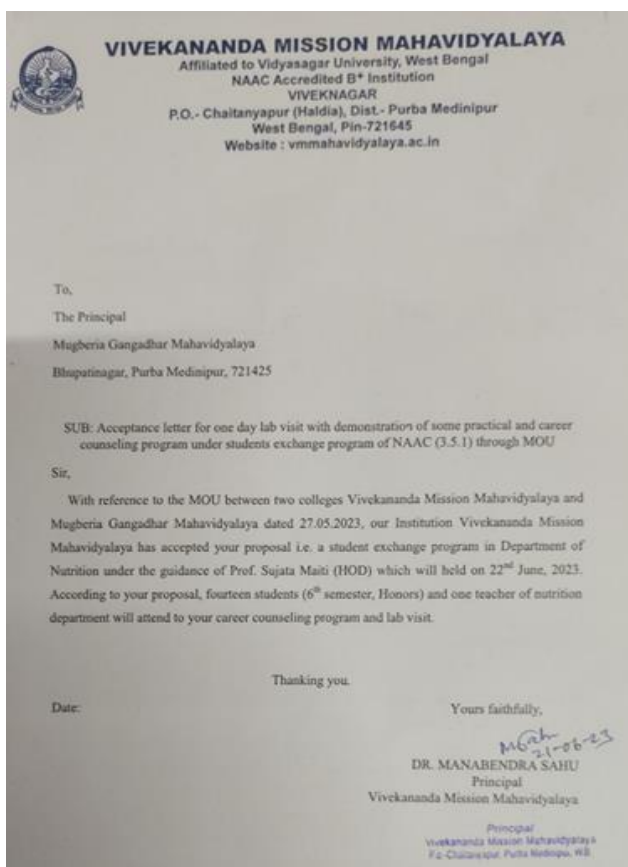 VIVEKANANDA MISSION MAHAVIDYALAYA
Affiliated to Vidyasagar University, West Bengal
NAAC Accredited B+ Institution
VIVEKNAGAR
P.O.- Chaitanyapur (Haldia), Dist.- Purba Medinipur
West Bengal, Pin-721645
Website : vmmahavidyalaya.ac.in
To,
The Principal
Mugberia Gangadhar Mahavidyalaya
Bhupatinagar, Purba Medinipur, 721425
SUB: Acceptance letter for one day lab visit with demonstration of some practical and career
counseling program under students exchange program of NAAC (3.5.1) through MOU
Sir,
With reference to the MOU between two colleges Vivekananda Mission Mahavidyalaya and
Mugberia Gangadhar Mahavidyalaya dated 27.05.2023, our Institution Vivekananda Mission
Mahavidyalaya has accepted your proposal i.e. a student exchange program in Department of
Nutrition under the guidance of Prof. Sujata Maiti (HOD) which will held on 22nd June, 2023.
According to your proposal, fourteen students (6th semester, Honors) and one teacher of nutrition
department will attend to your career counseling program and lab visit.
Thanking you.
Date:
Yours faithfully,
21-06-23
DR. MANABENDRA SAHU
Principal
Vivekananda Mission Mahavidyalaya
Principal
Vivekananda Mission Mahavidyalaya
P.o-Chaitanyapur, Purba Medinipur, W.B.